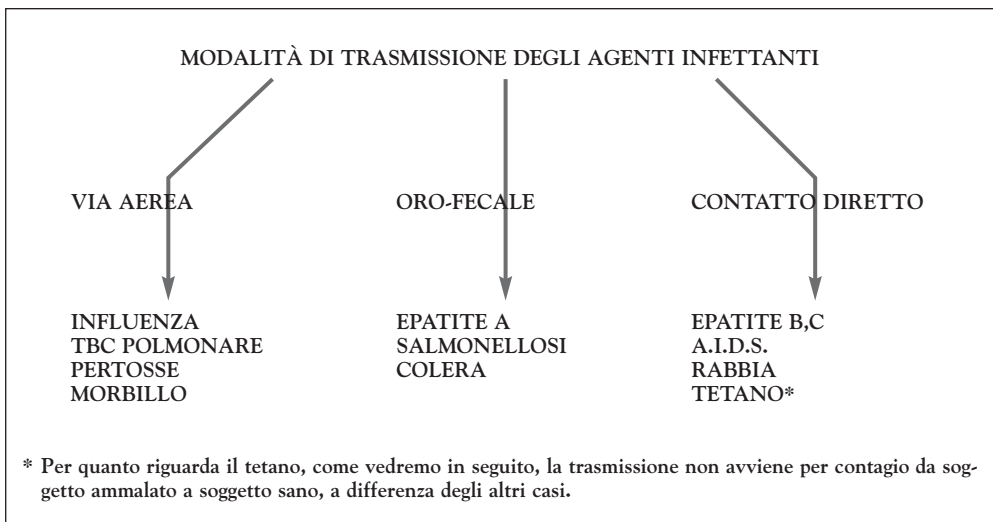 MODALITÀ DI TRASMISSIONE DEGLI AGENTI INFETTANTI
VIA AEREA
ORO-FECALE
CONTATTO DIRETTO
INFLUENZA
TBC POLMONARE
PERTOSSE
MORBILLO
EPATITE A
SALMONELLOSI
COLERA
EPATITE B,C
A.I.D.S.
RABBIA
TETANO*
* Per quanto riguarda il tetano, come vedremo in seguito, la trasmissione non avviene per contagio da sog-
getto ammalato a soggetto sano, a differenza degli altri casi.